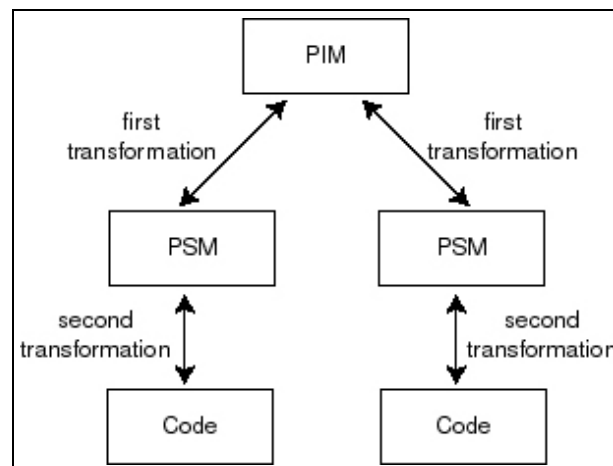 PIM
first
transformation
first
transformation
PSM
PSM
second
transformation
second
transformation
Code
Code